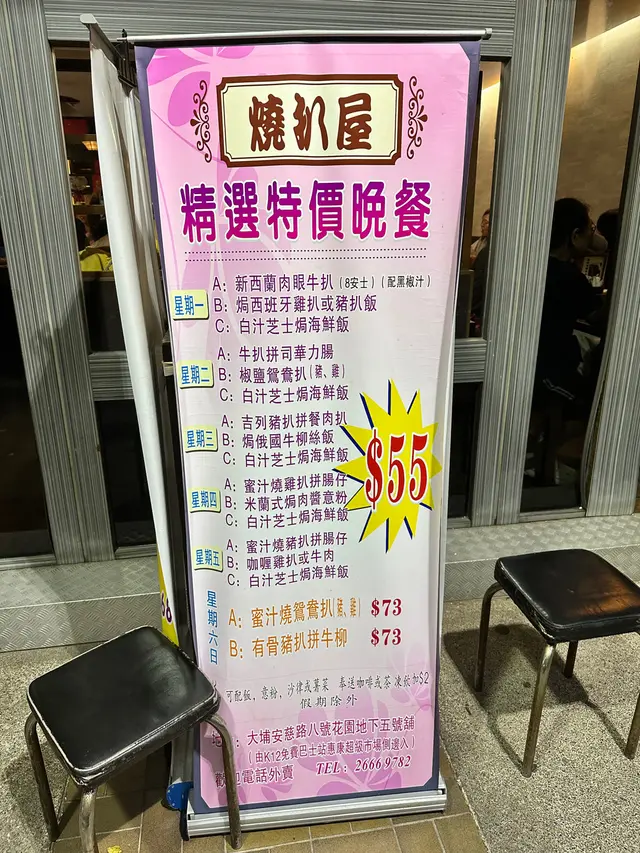 燒扒屋
精選特價晚餐
星期一
A：新西蘭肉眼牛扒（8安士）（配黑椒汁）
B：焗西班牙雞扒或豬扒飯
C：白汁芝士焗海鮮飯
星期二
A：牛扒拼司華力腸
B：椒鹽鴛鴦扒（豬、雞）
C：白汁芝士焗海鮮飯
星期三
A：吉列豬扒拼餐肉扒
B：焗俄國牛柳絲飯
C：白汁芝士焗海鮮飯
$55
星期四
A：蜜汁燒雞扒拼腸仔
B：米蘭式焗肉醬意粉
C：白汁芝士焗海鮮飯
星期五
A：蜜汁燒豬扒拼腸仔
B：咖喱雞扒或牛肉
C：白汁芝士焗海鮮飯
星期六日
A：蜜汁燒鴛鴦扒（豬、雞） $73
B：有骨豬扒拼牛柳 $73
可配飯，意粉，沙律或薯菜 奉送咖啡或茶 凍飲加$2
假期除外
地 ：大埔安慈路八號花園地下五號舖
（由K12免費巴士站惠康超級市場側邊入）
歡迎電話外賣 TEL：2666 9782